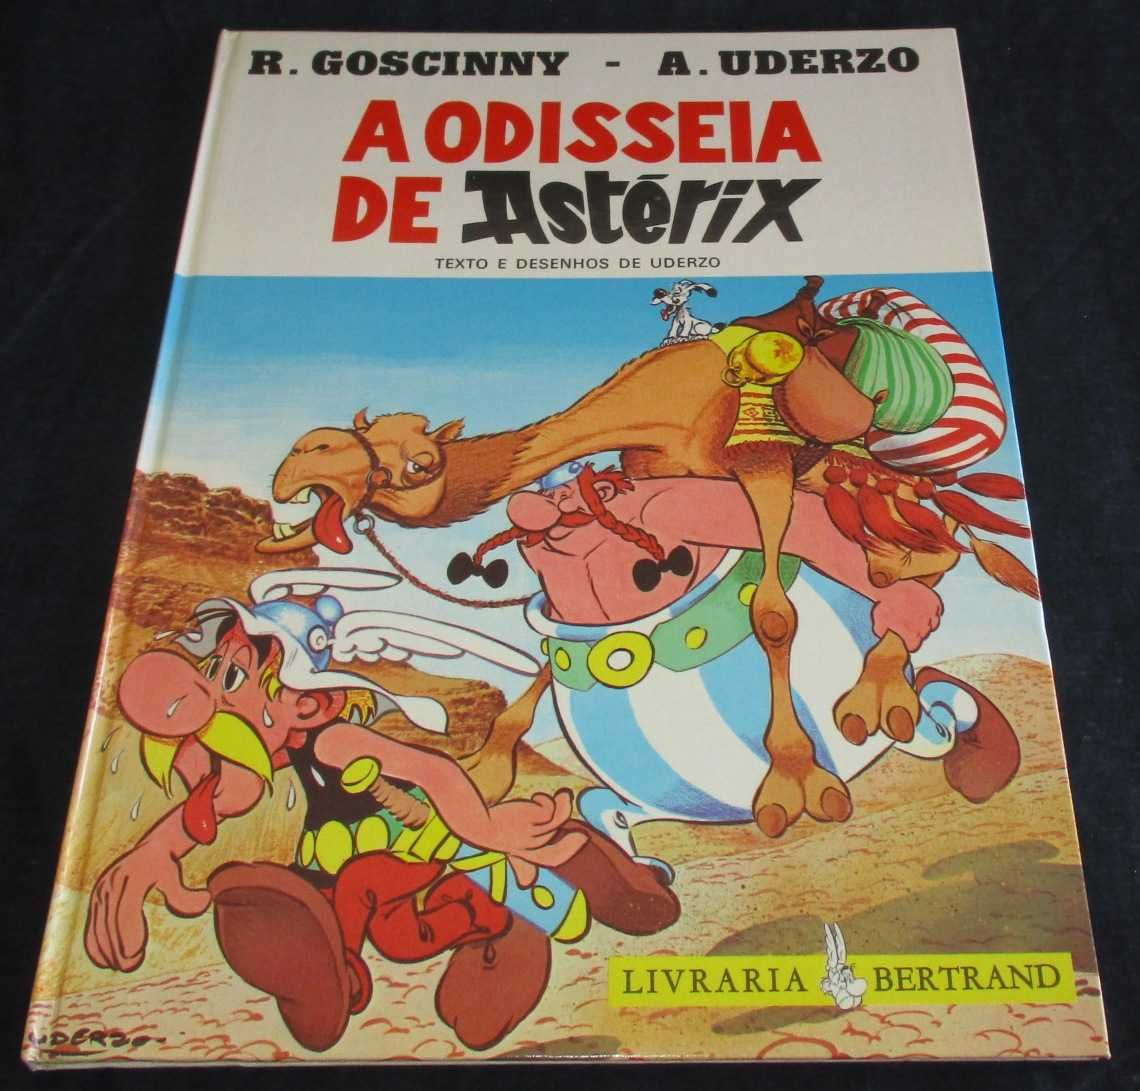 R. GOSCINNY - A. UDERZO
A ODISSEIA
DE Astérix
TEXTO E DESENHOS DE UDERZO
LIVRARIA BERTRAND
UDERZO-